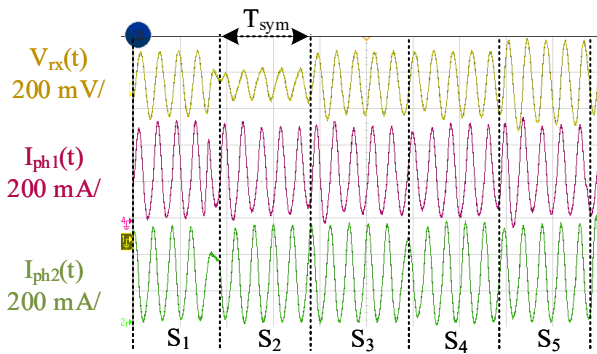 T_sym
V_rx(t)
200 mV/
I_ph1(t)
200 mA/
I_ph2(t)
200 mA/
S_1 S_2 S_3 S_4 S_5